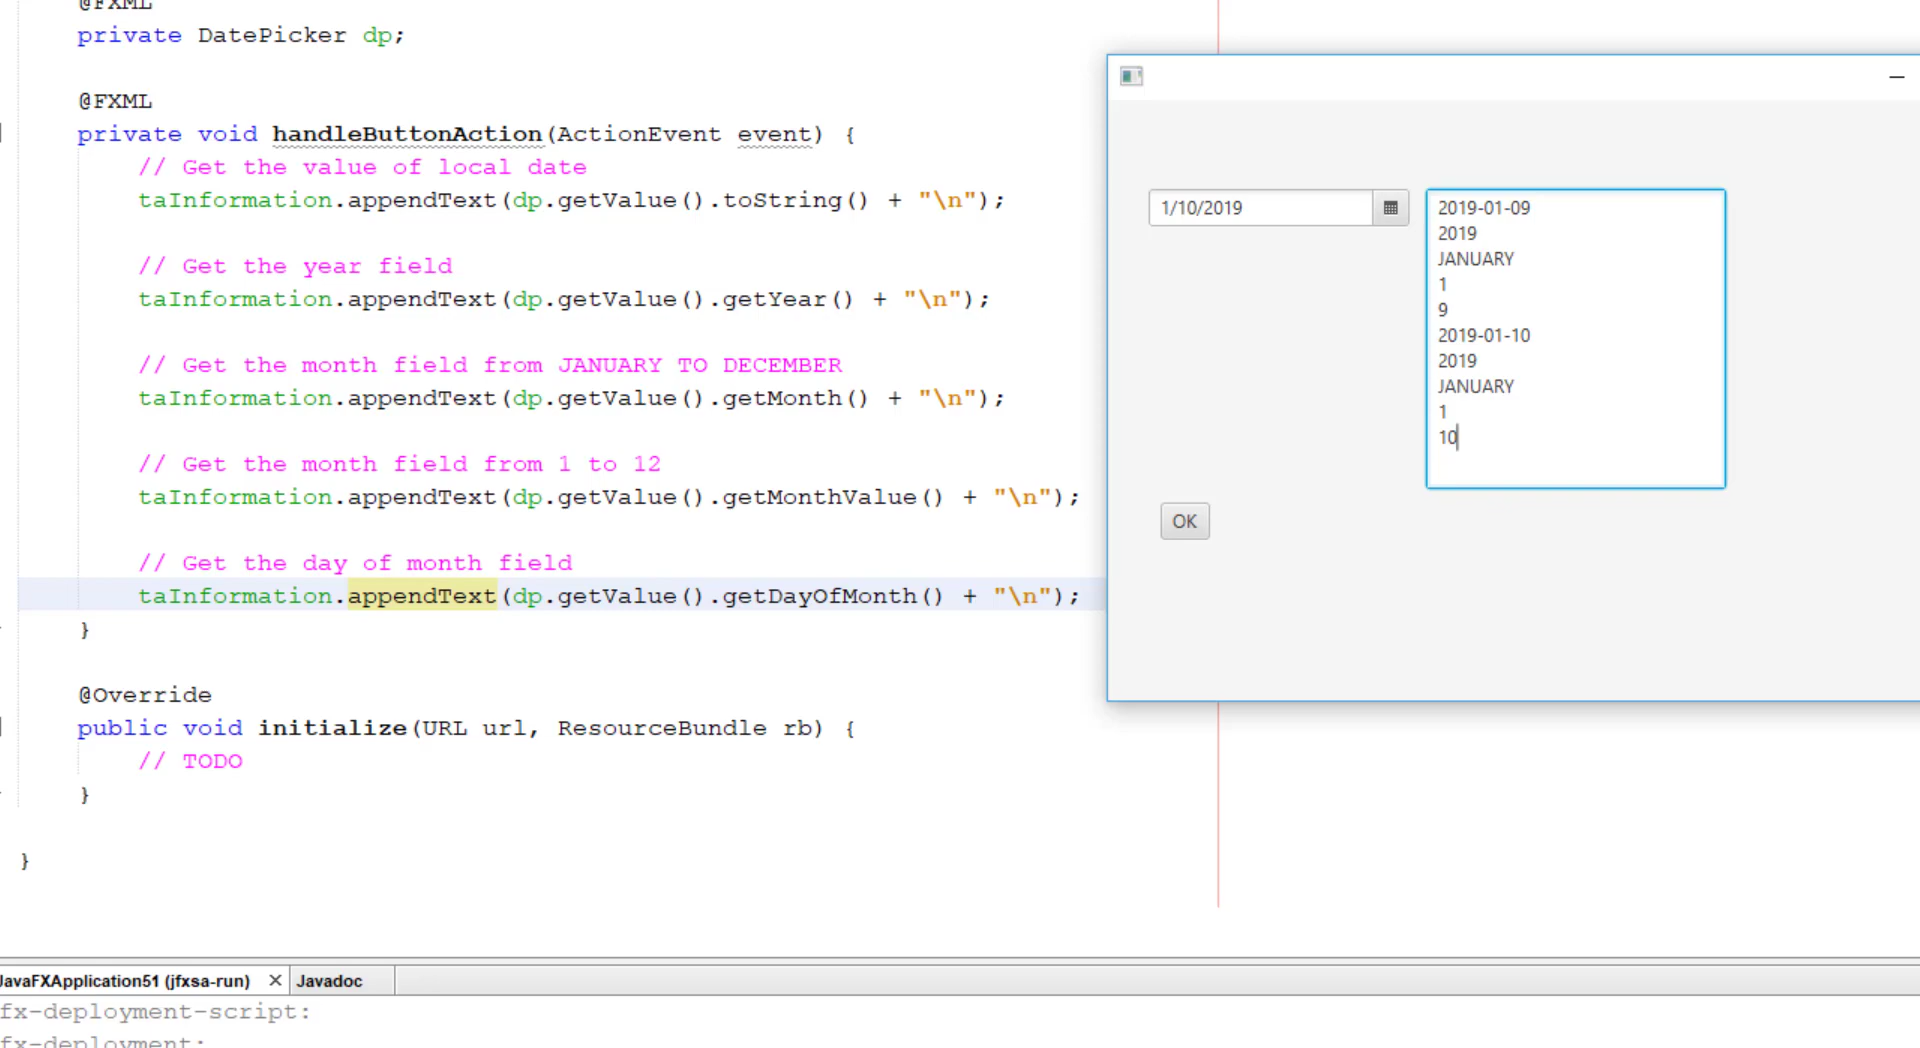 @FXML
private DatePicker dp;
@FXML
private void handleButtonAction(ActionEvent event) {
// Get the value of local date
taInformation.appendText(dp.getValue().toString() + "\n");
// Get the year field
taInformation.appendText(dp.getValue().getYear() + "\n");
// Get the month field from JANUARY TO DECEMBER
taInformation.appendText(dp.getValue().getMonth() + "\n");
// Get the month field from 1 to 12
taInformation.appendText(dp.getValue().getMonthValue() + "\n");
// Get the day of month field
taInformation.appendText(dp.getValue().getDayOfMonth() + "\n");
}
@Override
public void initialize(URL url, ResourceBundle rb) {
// TODO
}
}
1/10/2019
2019-01-09
2019
JANUARY
1
9
2019-01-10
2019
JANUARY
1
10
OK
JavaFXApplication51 (jfxsa-run)
Javadoc
fx-deployment-script:
fx-deployment: